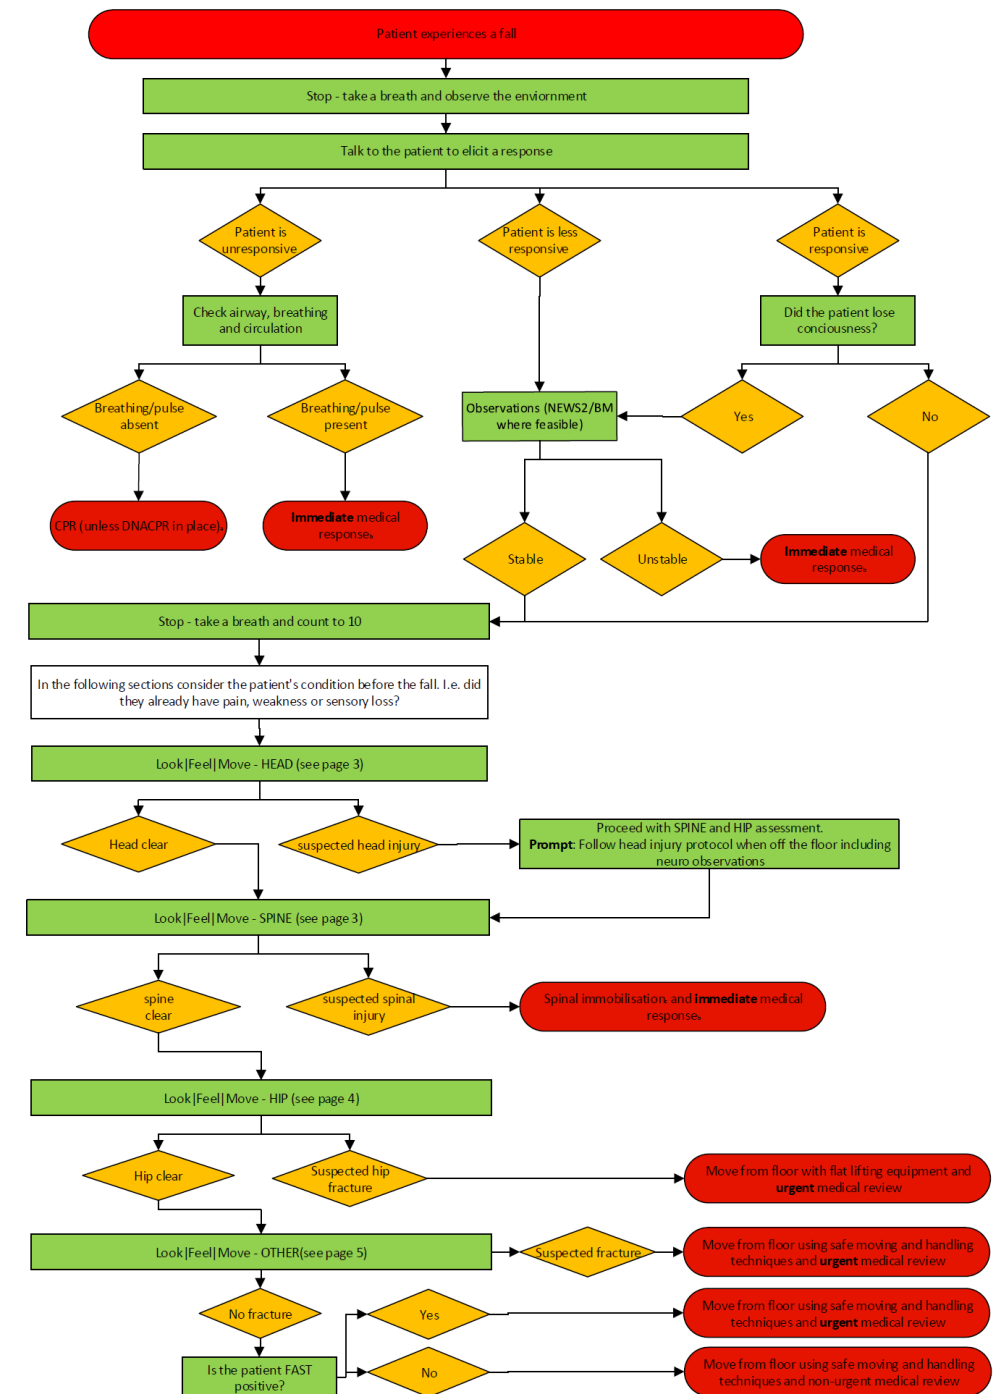 Patient experiences a fall
Stop - take a breath and observe the enviornment
Talk to the patient to elicit a response
Patient is
unresponsive
Patient is less
responsive
Patient is
responsive
Check airway, breathing
and circulation
Did the patient lose
conciousness?
Breathing/pulse
absent
Breathing/pulse
present
Observations (NEWS2/BM
where feasible)
Yes
No
CPR (unless DNACPR in place).
Immediate medical
response.
Stable
Unstable
Immediate medical
response.
Stop - take a breath and count to 10
In the following sections consider the patient's condition before the fall. I.e. did
they already have pain, weakness or sensory loss?
Look|Feel|Move - HEAD (see page 3)
Head clear
suspected head injury
Proceed with SPINE and HIP assessment.
Prompt: Follow head injury protocol when off the floor including
neuro observations
Look|Feel|Move - SPINE (see page 3)
spine
clear
suspected spinal
injury
Spinal immobilisation. and immediate medical
response.
Look|Feel|Move - HIP (see page 4)
Hip clear
Suspected hip
fracture
Move from floor with flat lifting equipment and
urgent medical review
Look|Feel|Move - OTHER(see page 5)
Suspected fracture
Move from floor using safe moving and handling
techniques and urgent medical review
No fracture
Yes
Move from floor using safe moving and handling
techniques and urgent medical review
Is the patient FAST
positive?
No
Move from floor using safe moving and handling
techniques and non-urgent medical review